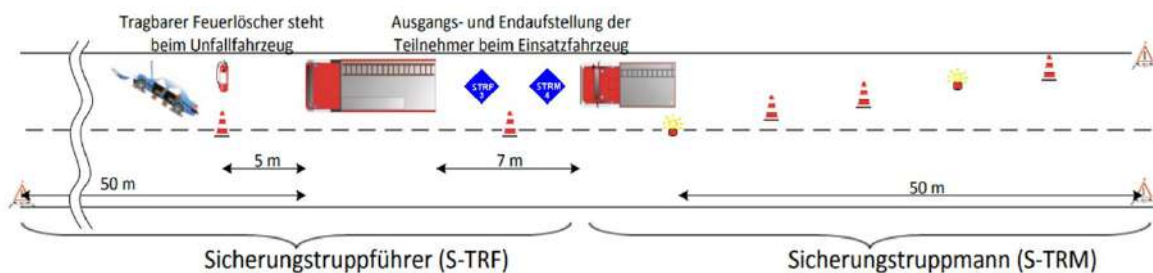 Tragbarer Feuerlöscher steht
beim Unfallfahrzeug
Ausgangs- und Endaufstellung der
Teilnehmer beim Einsatzfahrzeug
STRF
3
STRM
4
5 m
7 m
50 m
50 m
Sicherungstruppführer (S-TRF)
Sicherungstruppmann (S-TRM)